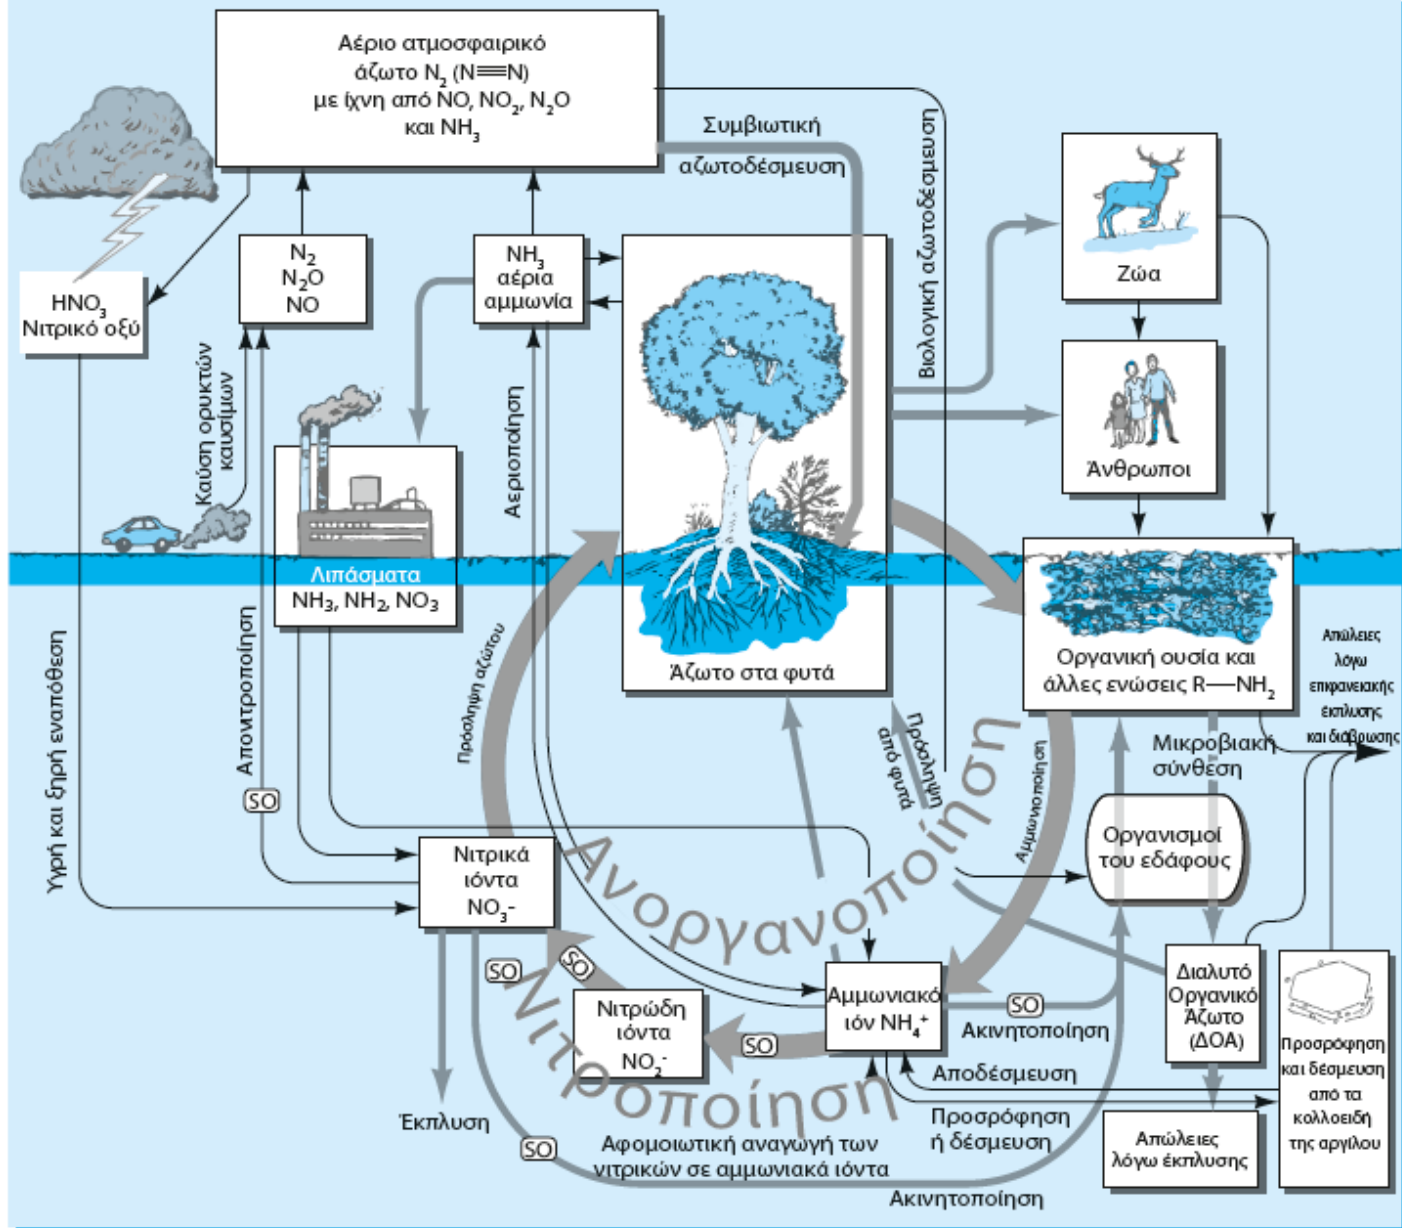 Αέριο ατμοσφαιρικό
άζωτο N₂ (N≡N)
με ίχνη από NO, NO₂, N₂O
και NH₃
Συμβιωτική
αζωτοδέσμευση
Βιολογική αζωτοδέσμευση
HNO₃
Νιτρικό οξύ
N₂
N₂O
NO
NH₃
αέρια
αμμωνία
Ζώα
Άνθρωποι
Καύση ορυκτών
καυσίμων
Αεριοποίηση
Λιπάσματα
NH₃, NH₂, NO₃
Άζωτο στα φυτά
Οργανική ουσία και
άλλες ενώσεις R—NH₂
Απώλειες
λόγω
επιφανειακής
έκπλυσης
και διάβρωσης
Υγρή και ξηρή εναπόθεση
Απονιτροποίηση
SO
Πρόσληψη αζώτου
Πρόσληψη
από φυτά
Αμμωνιοποίηση
Μικροβιακή
σύνθεση
Οργανισμοί
του εδάφους
Ανοργανοποίηση
Νιτρικά
ιόντα
NO₃-
SO
SO
Νιτροποίηση
Νιτρώδη
ιόντα
NO₂⁻
SO
Αμμωνιακό
ιόν NH₄⁺
SO
Ακινητοποίηση
Διαλυτό
Οργανικό
Άζωτο
(ΔΟΑ)
Προσρόφηση
και δέσμευση
από τα
κολλοειδή
της αργίλου
Αποδέσμευση
Προσρόφηση
ή δέσμευση
Έκπλυση
SO
Αφομοιωτική αναγωγή των
νιτρικών σε αμμωνιακά ιόντα
Ακινητοποίηση
Απώλειες
λόγω έκπλυσης